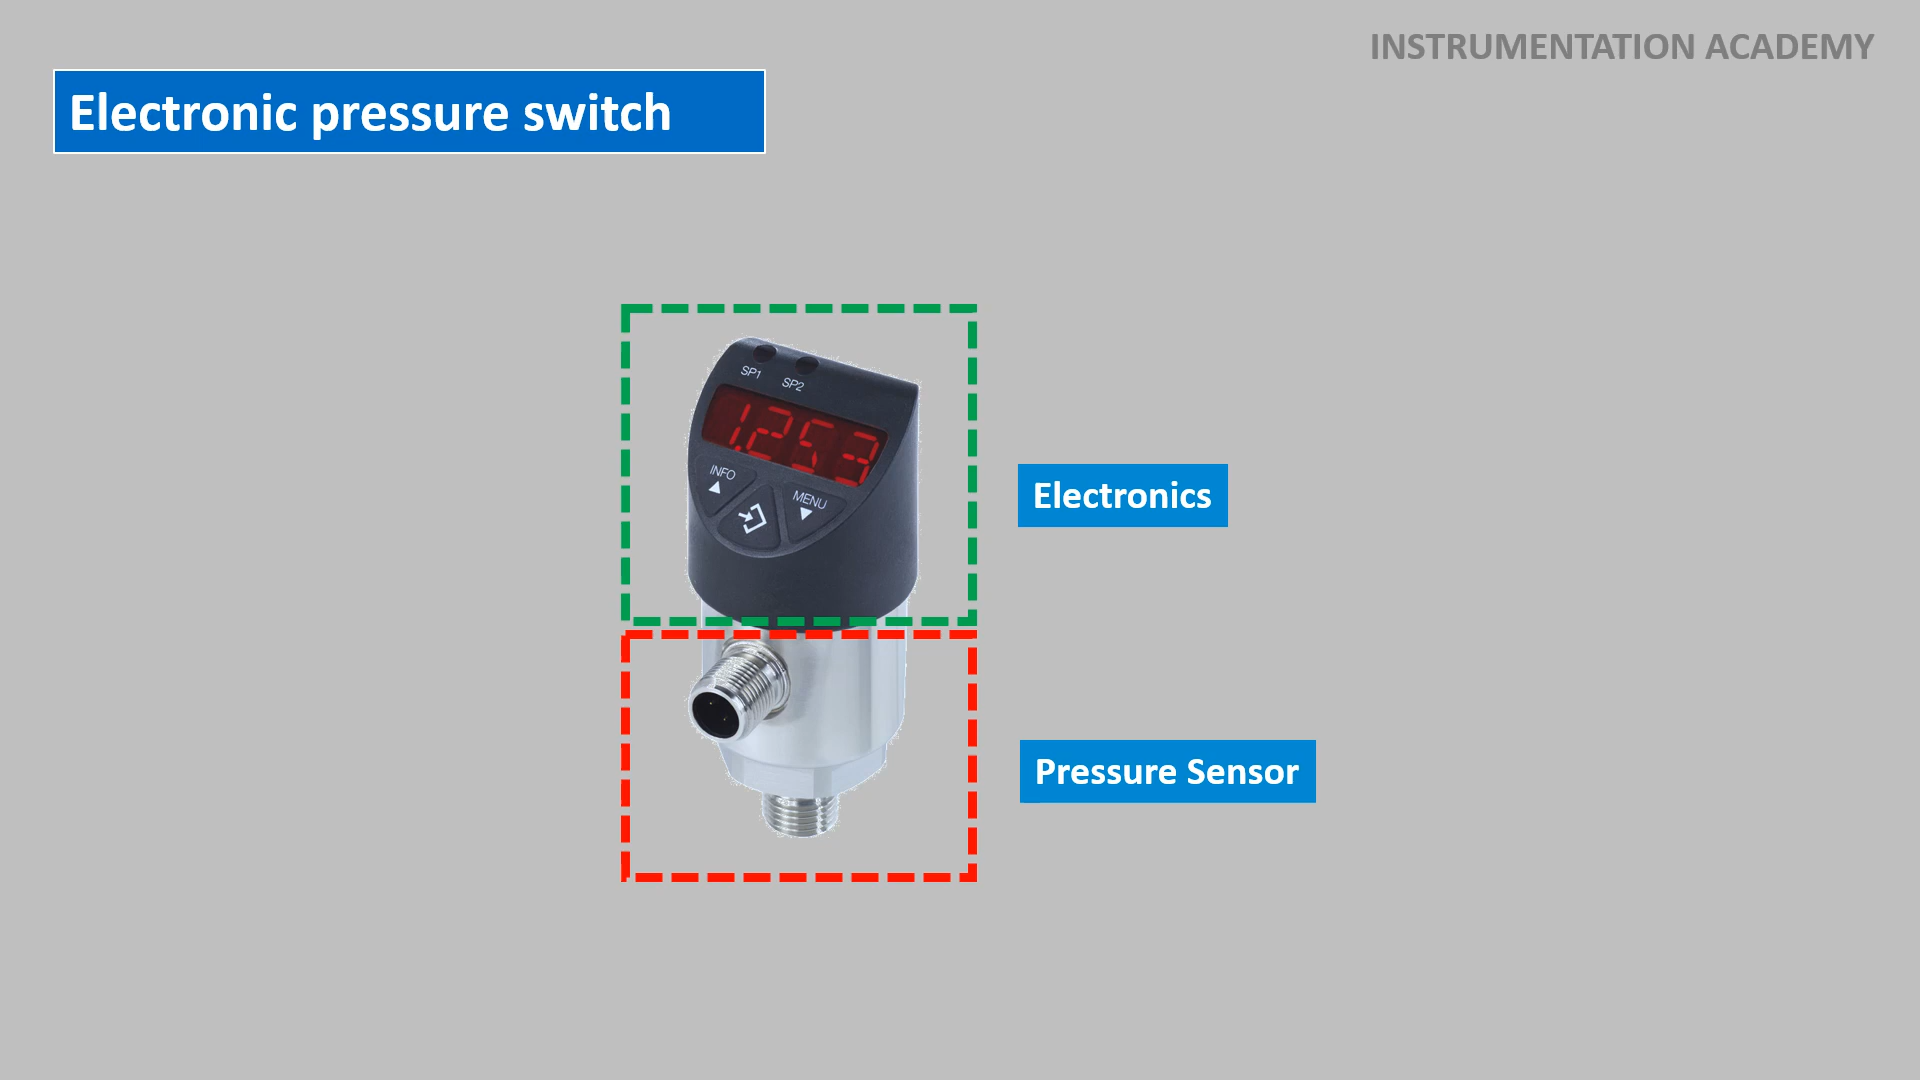 INSTRUMENTATION ACADEMY
Electronic pressure switch
SP1 SP2
1.253
INFO
MENU
Electronics
Pressure Sensor